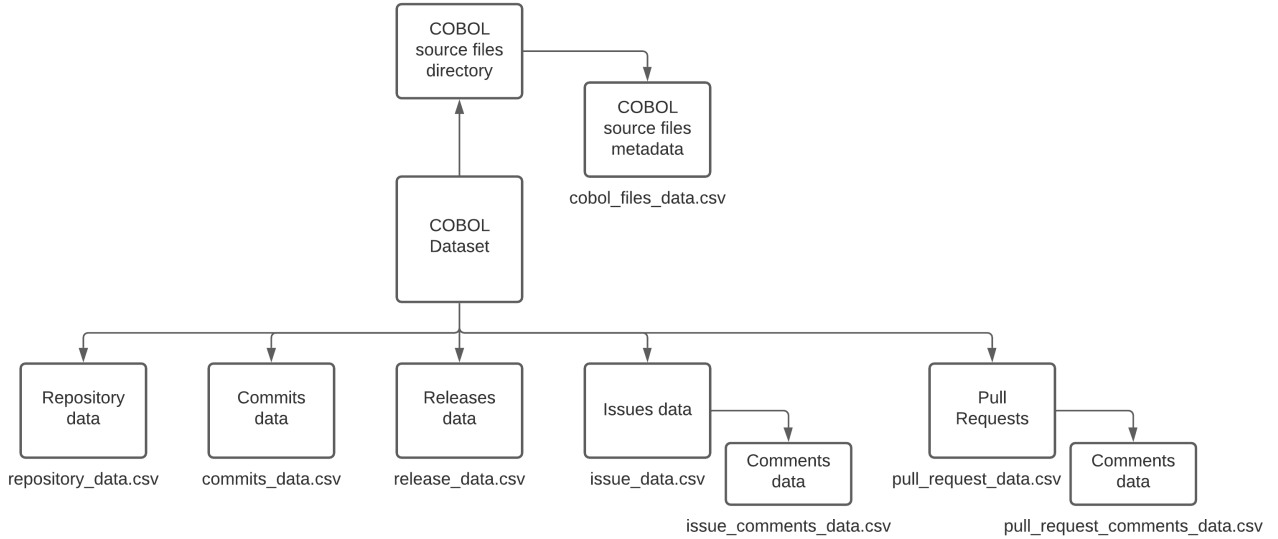 COBOL
source files
directory
COBOL
source files
metadata
cobol_files_data.csv
COBOL
Dataset
Repository
data
repository_data.csv
Commits
data
commits_data.csv
Releases
data
release_data.csv
Issues data
issue_data.csv
Comments
data
issue_comments_data.csv
Pull
Requests
pull_request_data.csv
Comments
data
pull_request_comments_data.csv